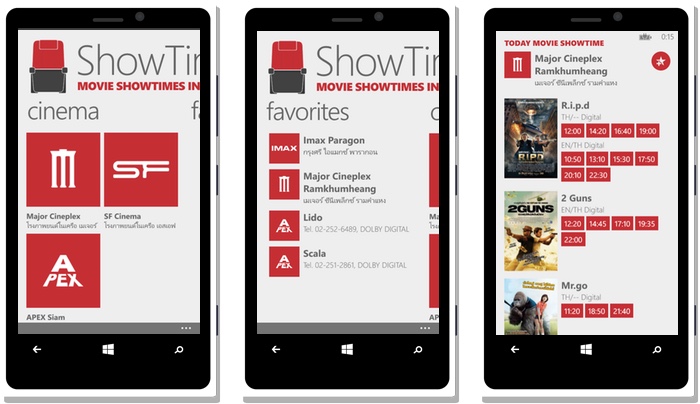 ShowTim
MOVIE SHOWTIMES IN
cinema
fa
SF
Major Cineplex
โรงภาพยนต์ในเครือ เมเจอร์
SF Cinema
โรงภาพยนต์ในเครือ เอสเอฟ
APEX
APEX Siam
ShowTim
MOVIE SHOWTIMES IN
favorites
c
IMAX
Imax Paragon
กรุงศรี ไอแมกซ์ พารากอน
Major Cineplex
Ramkhumheang
เมเจอร์ ซีนีเพล็กซ์ รามคำแหง
APEX
Lido
Tel. 02-252-6489, DOLBY DIGITAL
APEX
Scala
Tel. 02-251-2861, DOLBY DIGITAL
Majo
โรงภา
APEX
0:15
TODAY MOVIE SHOWTIME
Major Cineplex
Ramkhumheang
เมเจอร์ ซีนีเพล็กซ์ รามคำแหง
R.I.P.D
R.i.p.d
TH/-- Digital
12:00 14:20 16:40 19:00
EN/TH Digital
10:50 13:10 15:30 17:50
20:10 22:30
2GUNS
2 Guns
EN/TH Digital
12:20 14:45 17:10 19:35
22:00
Mr.go
TH/-- Digital
11:20 18:50 21:40